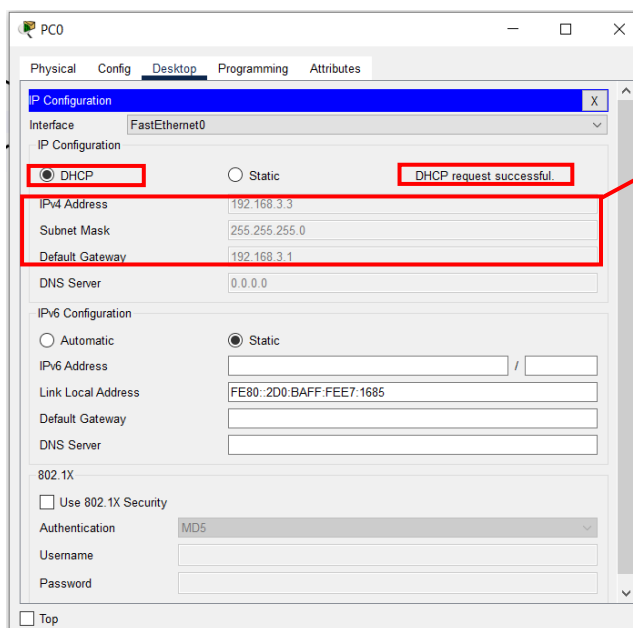 PC0
Physical Config Desktop Programming Attributes
IP Configuration X
Interface FastEthernet0
IP Configuration
DHCP Static DHCP request successful.
IPv4 Address 192.168.3.3
Subnet Mask 255.255.255.0
Default Gateway 192.168.3.1
DNS Server 0.0.0.0
IPv6 Configuration
Automatic Static
IPv6 Address /
Link Local Address FE80::2D0:BAFF:FEE7:1685
Default Gateway
DNS Server
802.1X
Use 802.1X Security
Authentication MD5
Username
Password
Top